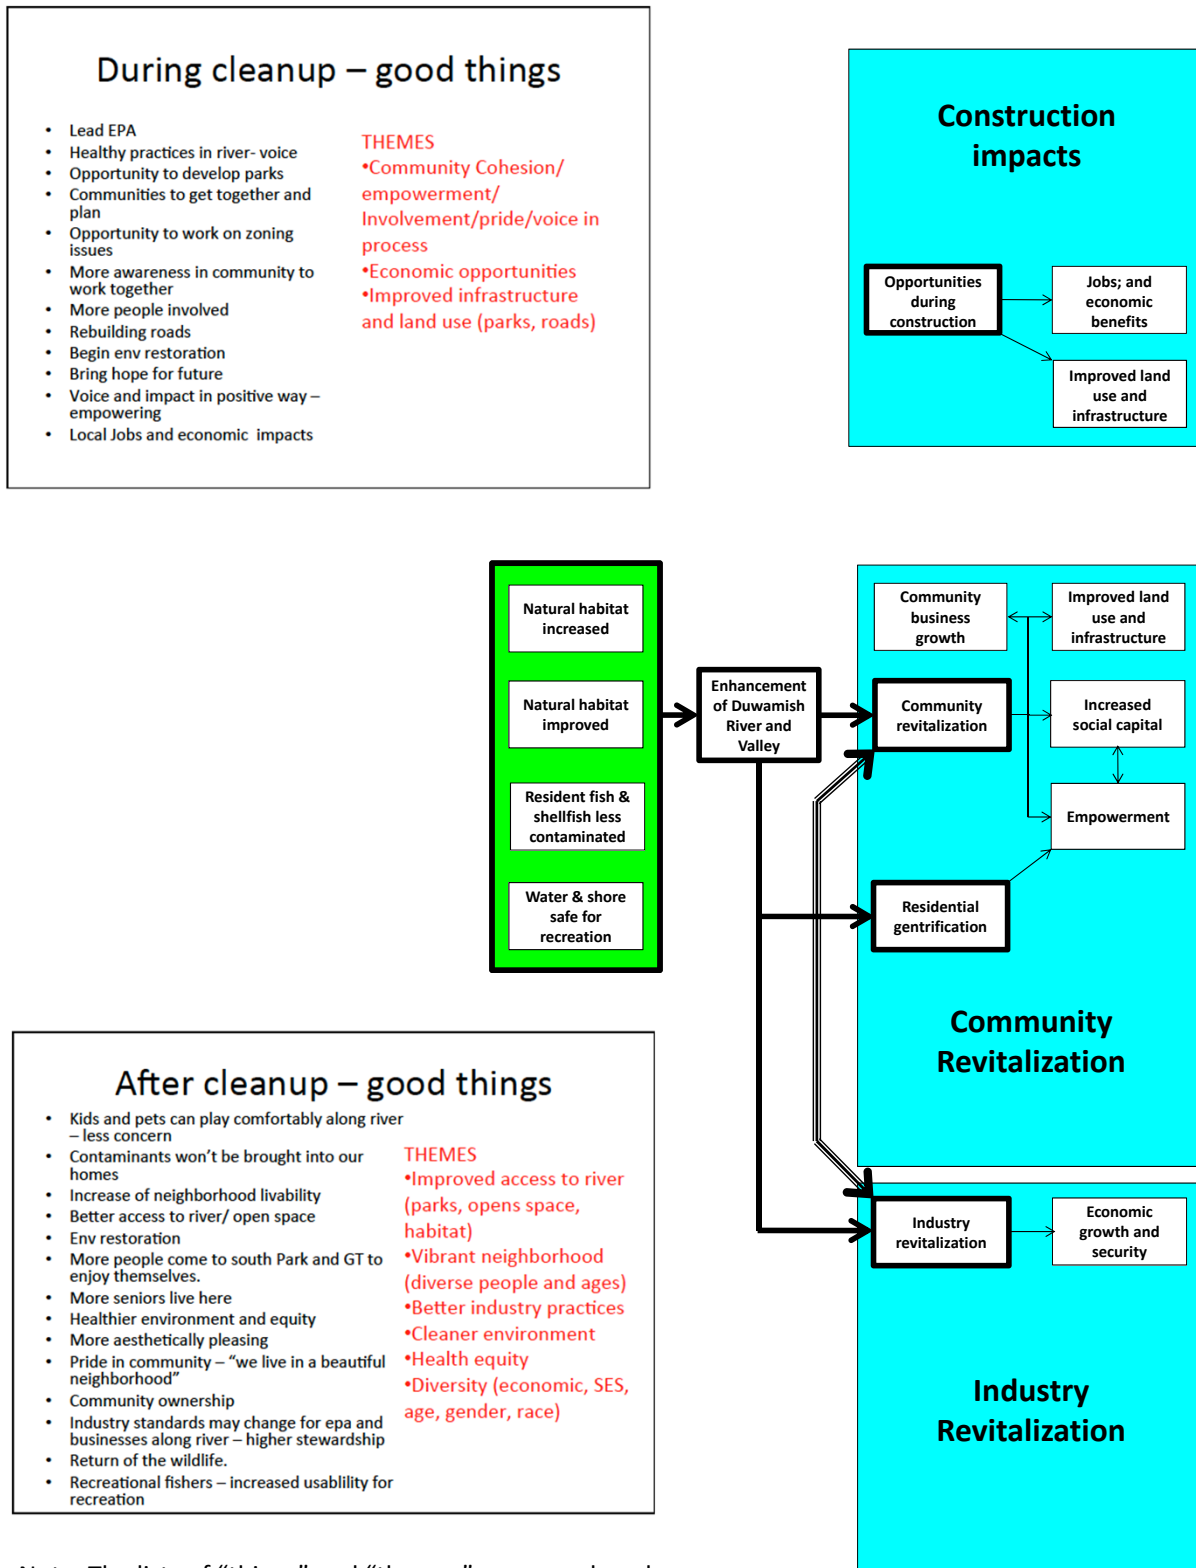 During cleanup – good things
• Lead EPA
• Healthy practices in river- voice
• Opportunity to develop parks
• Communities to get together and
plan
• Opportunity to work on zoning
issues
• More awareness in community to
work together
• More people involved
• Rebuilding roads
• Begin env restoration
• Bring hope for future
• Voice and impact in positive way –
empowering
• Local Jobs and economic impacts
THEMES
•Community Cohesion/
empowerment/
Involvement/pride/voice in
process
•Economic opportunities
•Improved infrastructure
and land use (parks, roads)
Construction
impacts
Opportunities
during
construction
Jobs; and
economic
benefits
Improved land
use and
infrastructure
Natural habitat
increased
Natural habitat
improved
Resident fish &
shellfish less
contaminated
Water & shore
safe for
recreation
Enhancement
of Duwamish
River and
Valley
Community
business
growth
Improved land
use and
infrastructure
Community
revitalization
Increased
social capital
Empowerment
Residential
gentrification
Community
Revitalization
After cleanup – good things
• Kids and pets can play comfortably along river
– less concern
• Contaminants won't be brought into our
homes
• Increase of neighborhood livability
• Better access to river/ open space
• Env restoration
• More people come to south Park and GT to
enjoy themselves.
• More seniors live here
• Healthier environment and equity
• More aesthetically pleasing
• Pride in community – "we live in a beautiful
neighborhood"
• Community ownership
• Industry standards may change for epa and
businesses along river – higher stewardship
• Return of the wildlife.
• Recreational fishers – increased usablility for
recreation
THEMES
•Improved access to river
(parks, opens space,
habitat)
•Vibrant neighborhood
(diverse people and ages)
•Better industry practices
•Cleaner environment
•Health equity
•Diversity (economic, SES,
age, gender, race)
Industry
revitalization
Economic
growth and
security
Industry
Revitalization